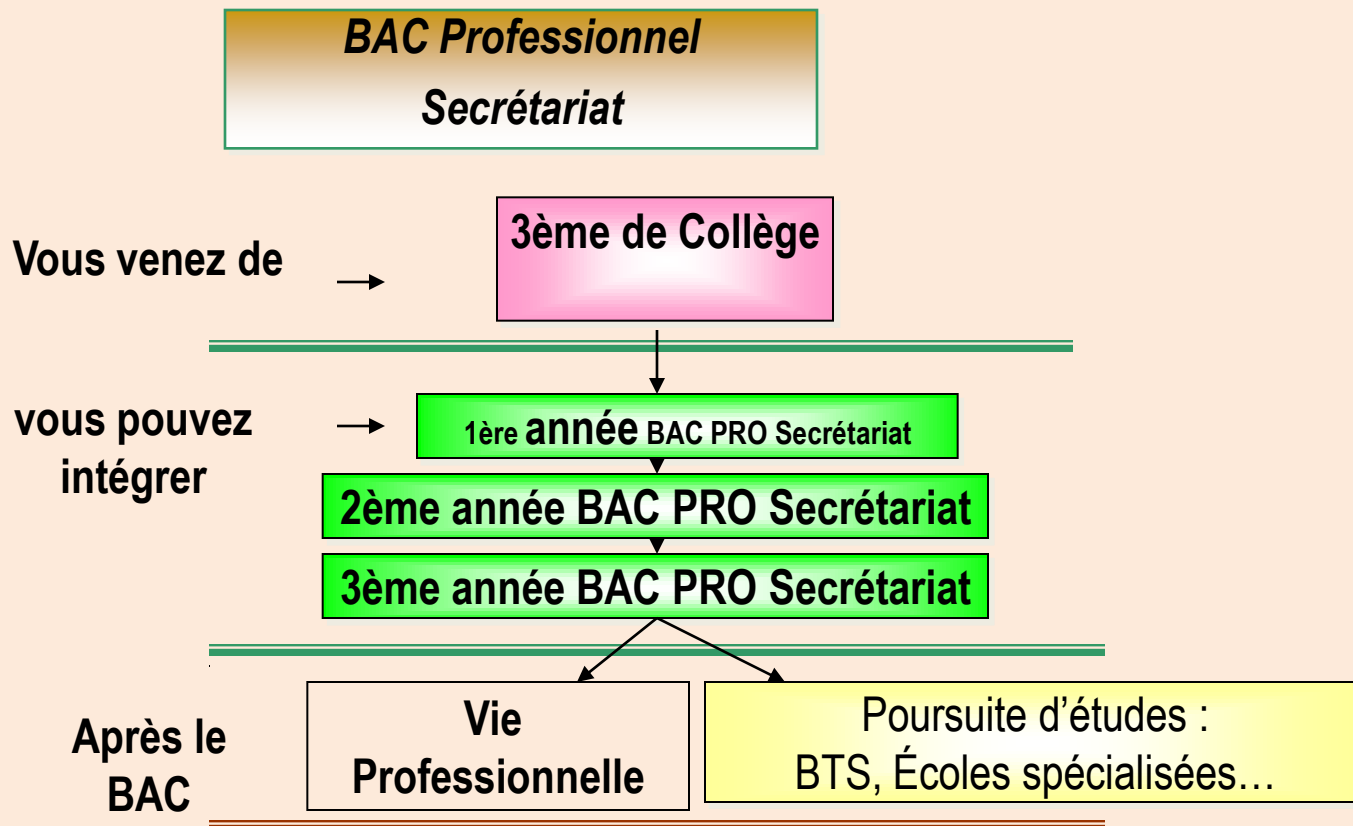 BAC Professionnel
Secrétariat
Vous venez de
3ème de Collège
vous pouvez
intégrer
1ère année BAC PRO Secrétariat
2ème année BAC PRO Secrétariat
3ème année BAC PRO Secrétariat
Après le
BAC
Vie
Professionnelle
Poursuite d’études :
BTS, Écoles spécialisées…